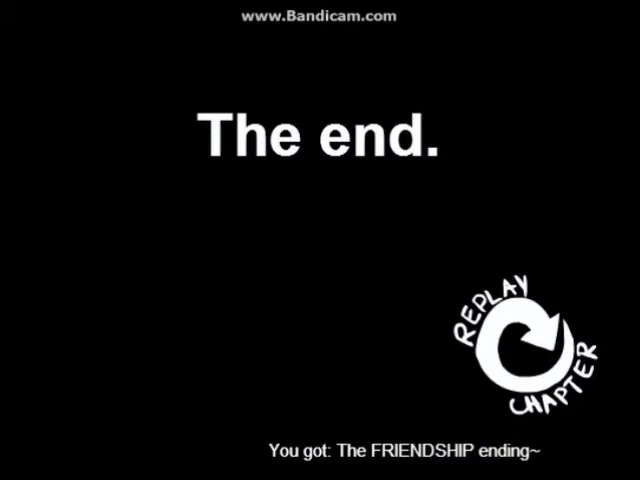 www.Bandicam.com
The end.
REPLAY
CHAPTER
You got: The FRIENDSHIP ending~